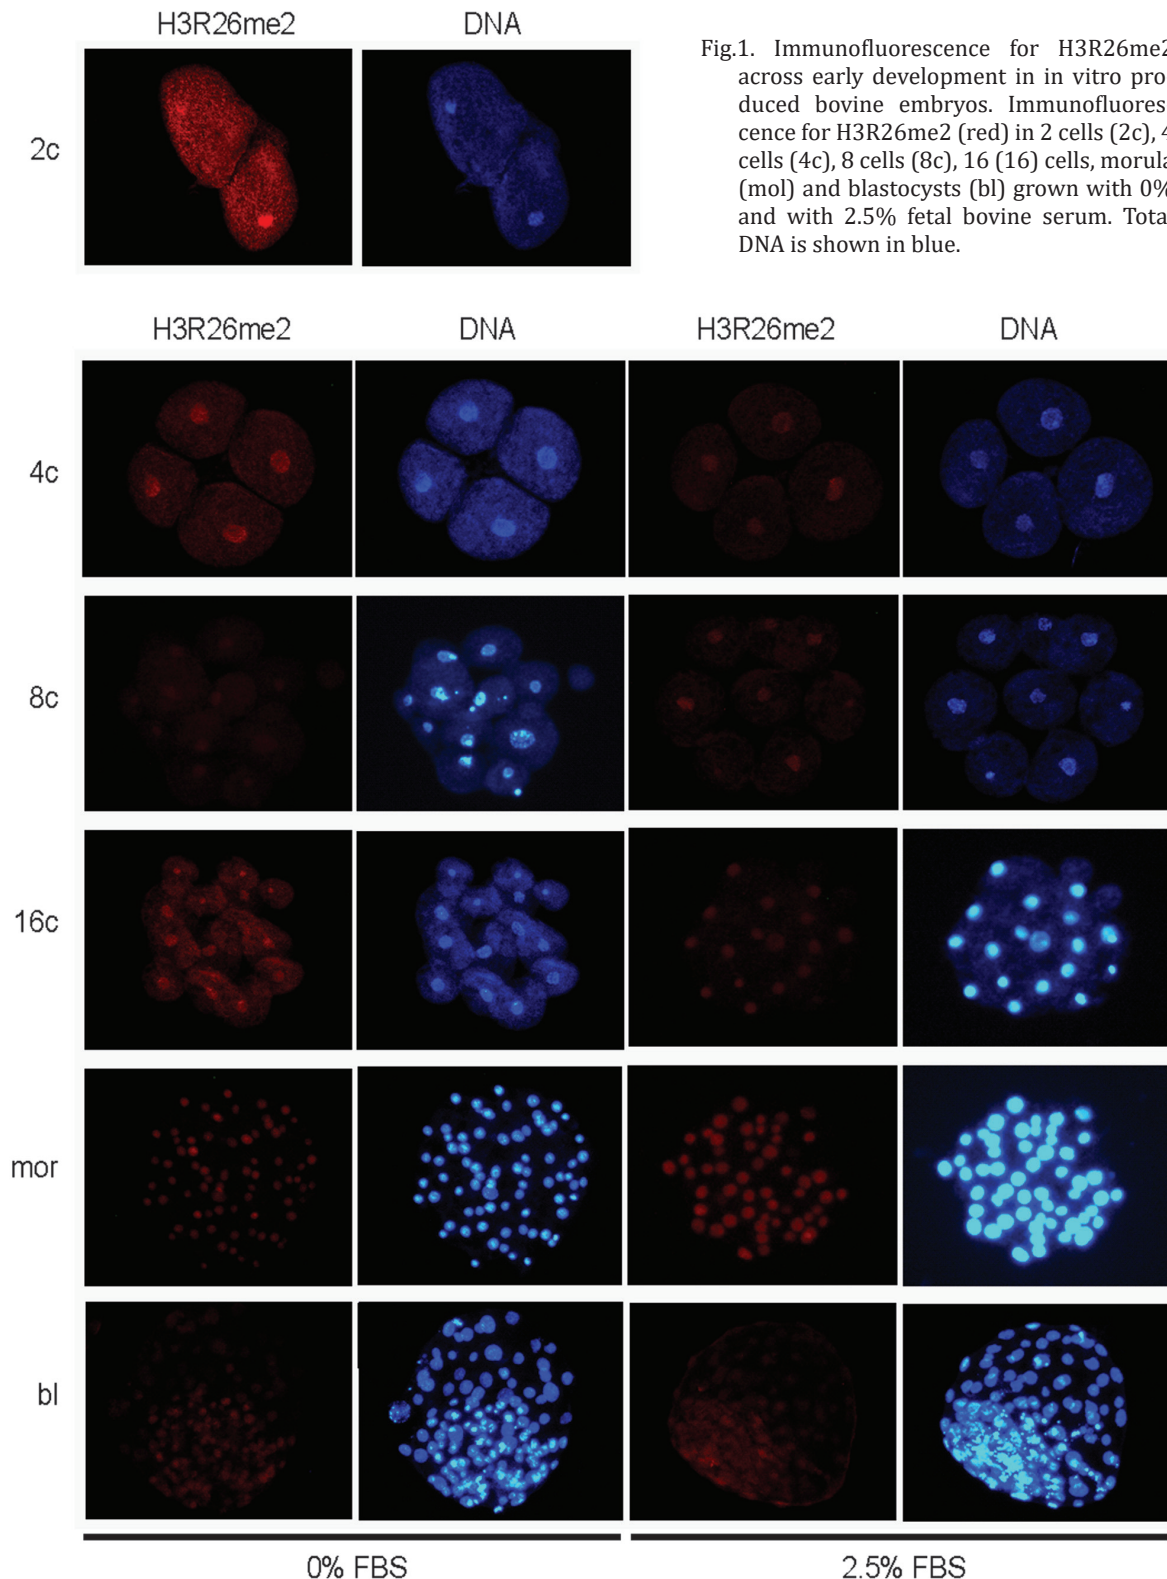 H3R26me2 DNA
2c
Fig.1. Immunofluorescence for H3R26me2
across early development in in vitro pro-
duced bovine embryos. Immunofluores-
cence for H3R26me2 (red) in 2 cells (2c), 4
cells (4c), 8 cells (8c), 16 (16) cells, morula
(mol) and blastocysts (bl) grown with 0%
and with 2.5% fetal bovine serum. Total
DNA is shown in blue.
H3R26me2 DNA H3R26me2 DNA
4c
8c
16c
mor
bl
0% FBS 2.5% FBS